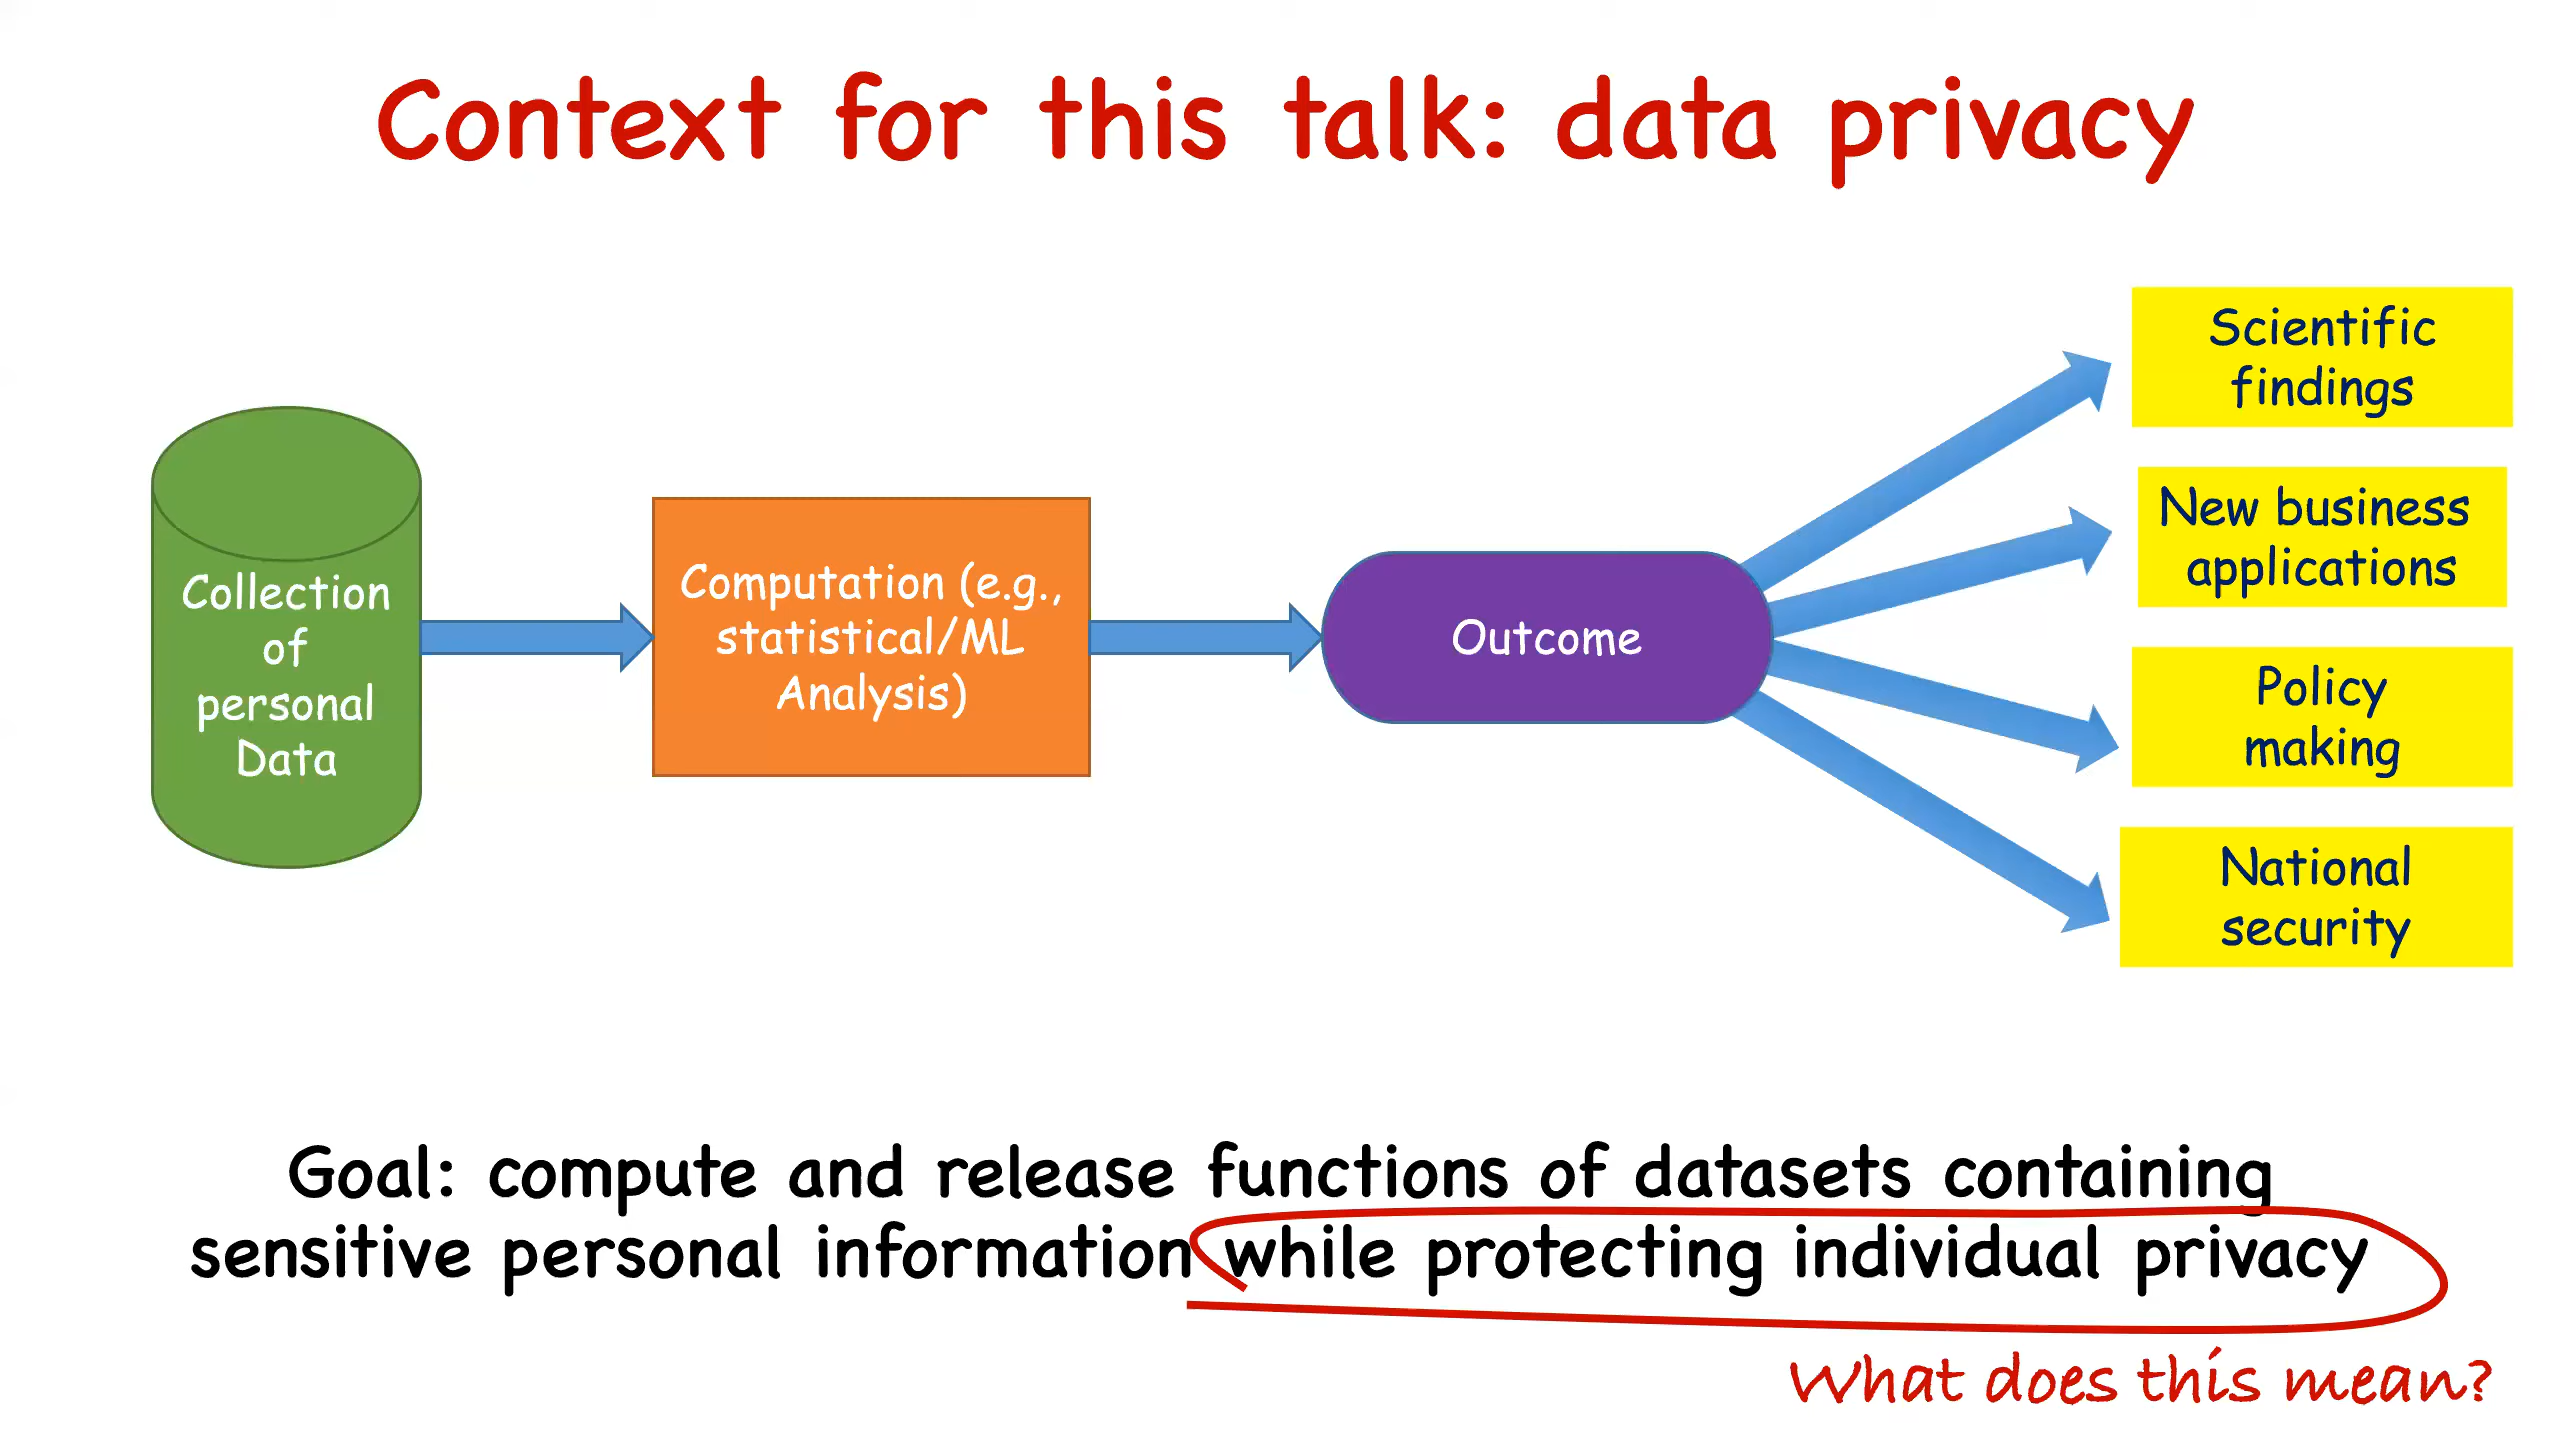 Context for this talk: data privacy
Collection
of
personal
Data
Computation (e.g.,
statistical/ML
Analysis)
Outcome
Scientific
findings
New business
applications
Policy
making
National
security
Goal: compute and release functions of datasets containing
sensitive personal information while protecting individual privacy
What does this mean?